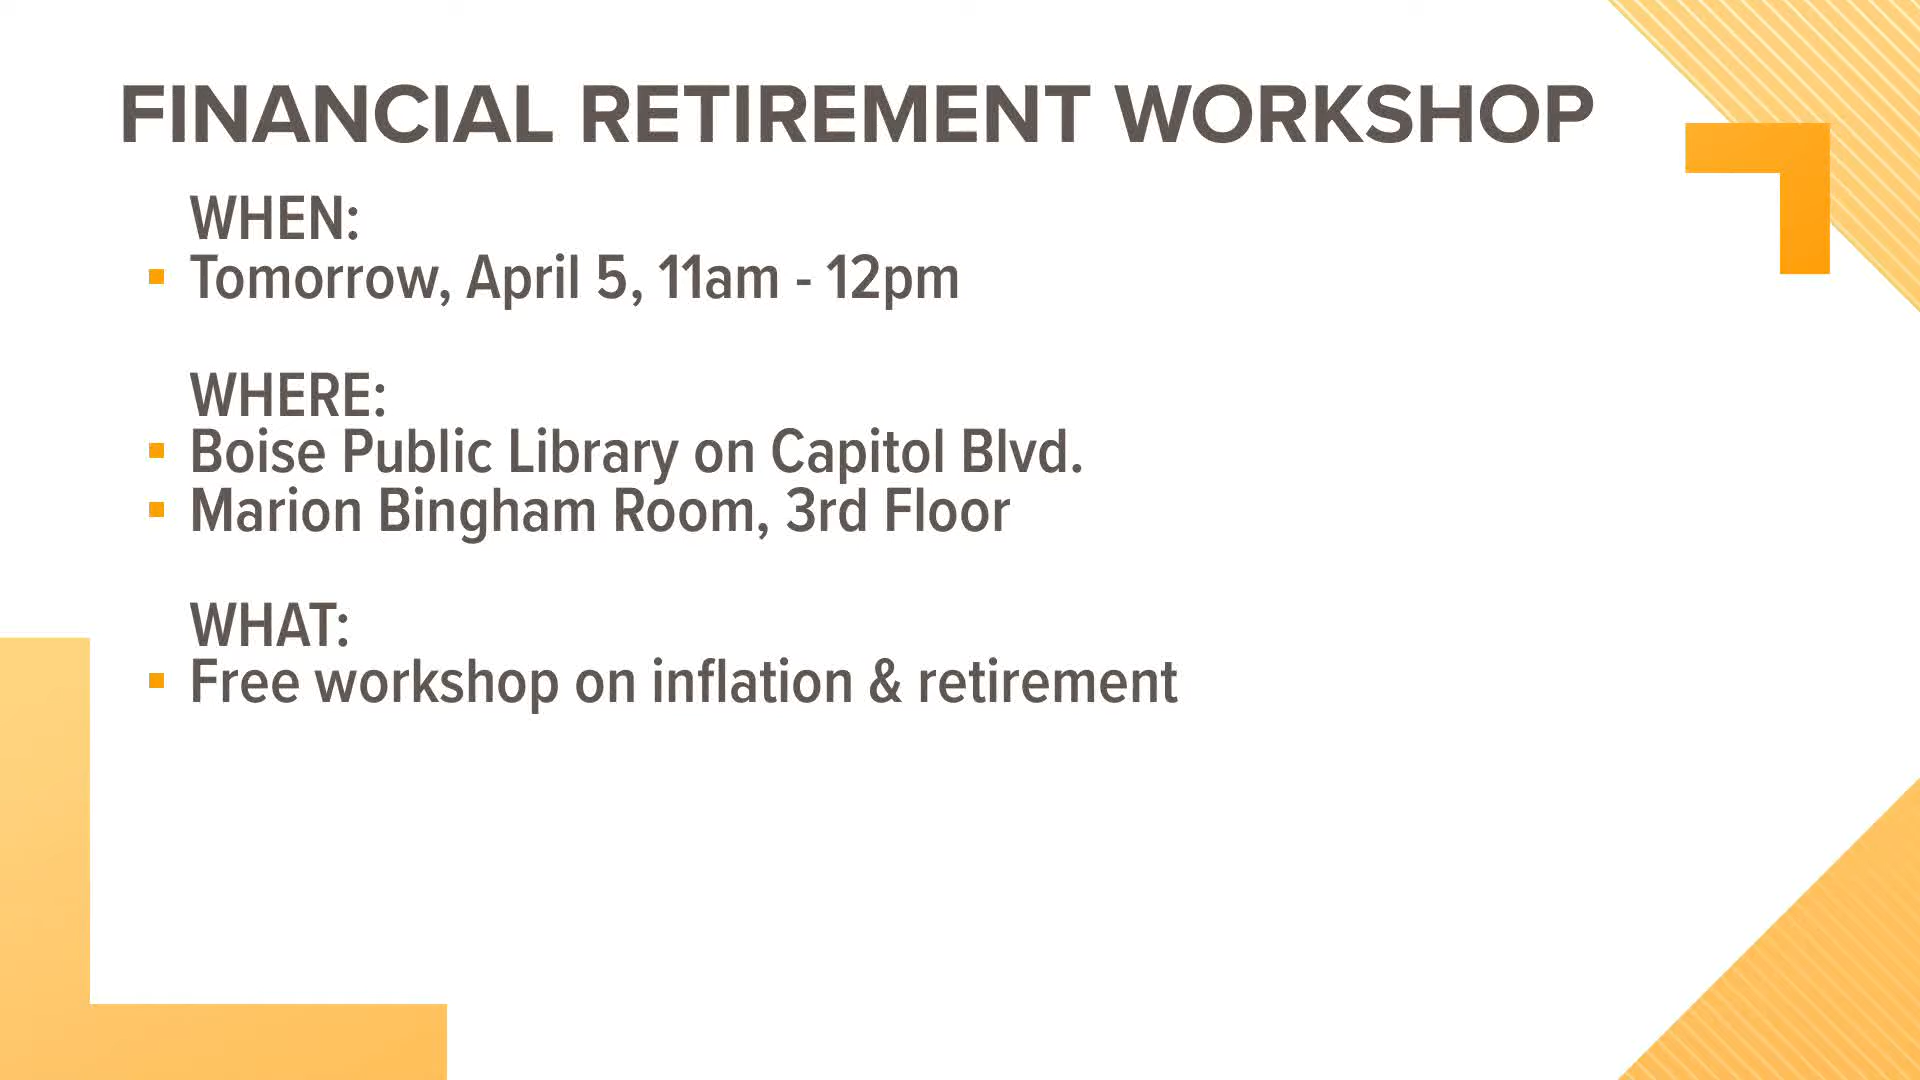 FINANCIAL RETIREMENT WORKSHOP
WHEN:
Tomorrow, April 5, 11am - 12pm
WHERE:
Boise Public Library on Capitol Blvd.
Marion Bingham Room, 3rd Floor
WHAT:
Free workshop on inflation & retirement